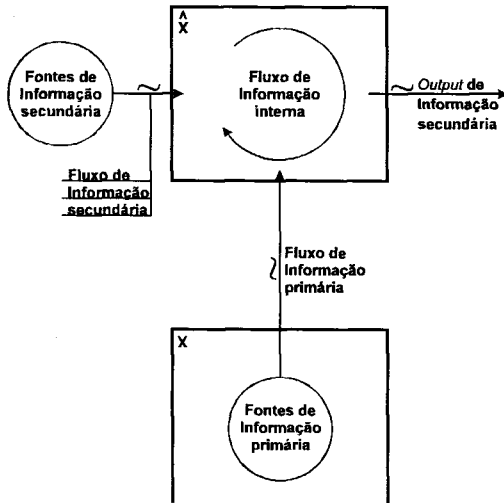 X̂
Fontes de
Informação
secundária
Fluxo de
Informação
interna
Output de
Informação
secundária
Fluxo de
Informação
secundária
Fluxo de
Informação
primária
X
Fontes de
Informação
primária